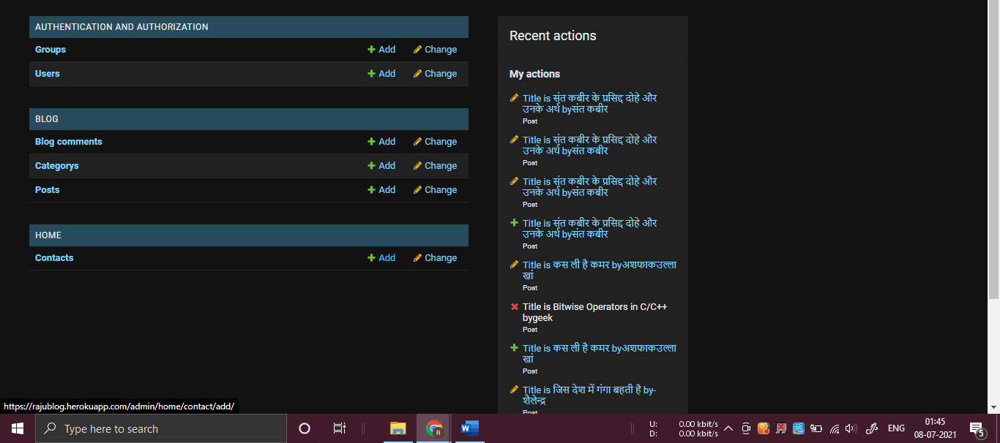 AUTHENTICATION AND AUTHORIZATION
Groups Add Change
Users Add Change
BLOG
Blog comments Add Change
Categorys Add Change
Posts Add Change
HOME
Contacts Add Change
Recent actions
My actions
Title is संत कबीर के प्रसिद्द दोहे और
उनके अर्थ byसंत कबीर
Post
Title is संत कबीर के प्रसिद्द दोहे और
उनके अर्थ byसंत कबीर
Post
Title is संत कबीर के प्रसिद्द दोहे और
उनके अर्थ byसंत कबीर
Post
Title is संत कबीर के प्रसिद्द दोहे और
उनके अर्थ byसंत कबीर
Post
Title is कस ली है कमर byअशफाकउल्ला
खां
Post
Title is Bitwise Operators in C/C++
bygeek
Post
Title is कस ली है कमर byअशफाकउल्ला
खां
Post
Title is जिस देश में गंगा बहती है by-
शैलेन्द्र
Post
https://rajublog.herokuapp.com/admin/home/contact/add/
Type here to search
R
W
U: 0.00 kbit/s
D: 0.00 kbit/s
ENG
01:45
08-07-2021
5